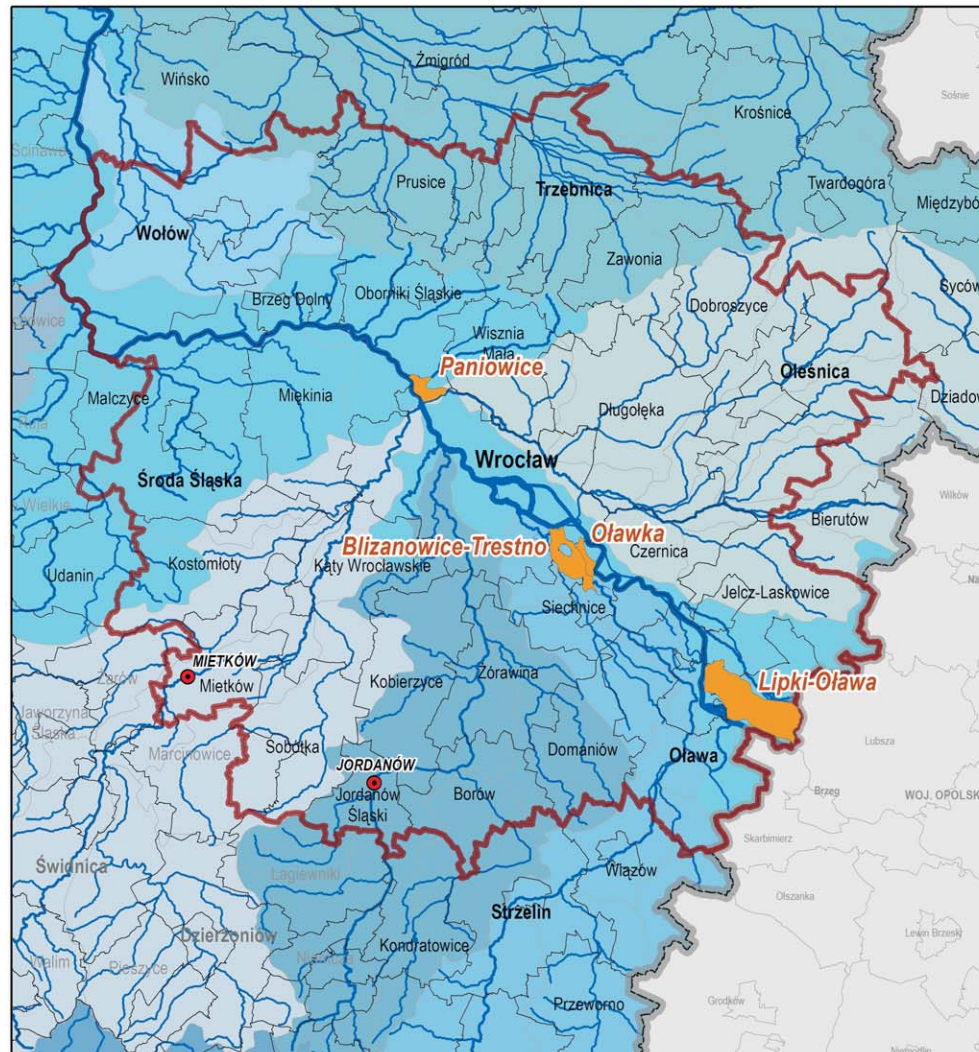 Wińsko
Żmigród
Krośnice
Sośnie
Ścinawa
Prusice
Trzebnica
Twardogóra
Międzybó
Wołów
Zawonia
Brzeg Dolny
Oborniki Śląskie
Dobroszyce
Syców
Wisznia
Mała
Paniowice
Oleśnica
Malczyce
Miękinia
Długołęka
Dziadov
Wrocław
Środa Śląska
Wilków
Bierutów
Oławka
Blizanowice-Trestno
Czernica
Udanin
Kostomłoty
Kąty Wrocławskie
Jelcz-Laskowice
Siechnice
MIETKÓW
Mietków
Żarów
Kobierzyce
Żórawina
Lipki-Oława
Jaworzyna
Śląska
Marcinowice
Sobótka
Domaniów
Oława
Lubsza
JORDANÓW
Jordanów
Śląski
Borów
Brzeg
WOJ. OPOLSK
Skarbimierz
Świdnica
Łagiewniki
Wiązów
Olszanka
Strzelin
Dzierżoniów
Kondratowice
Lewin Brzeski
Walim
Pieszyce
Przeworno
Grodków